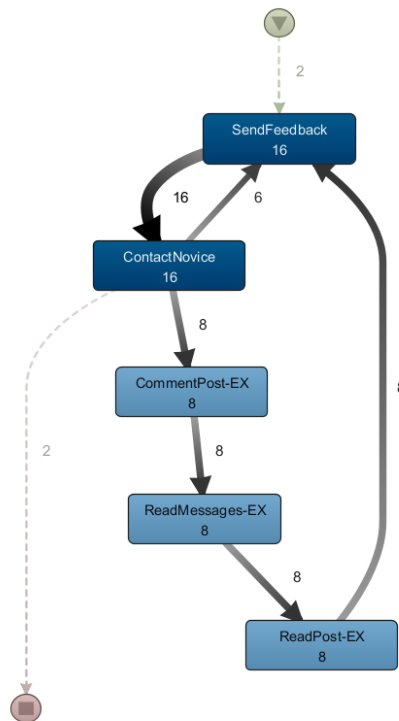 2
SendFeedback
16
16
6
ContactNovice
16
8
CommentPost-EX
8
8
8
2
ReadMessages-EX
8
8
ReadPost-EX
8